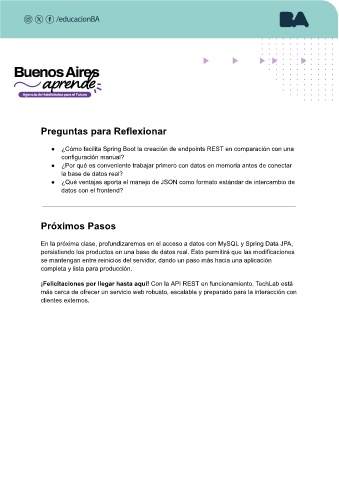 /educacionBA
BA
Buenos Aires
aprende
Agencia de Habilidades para el Futuro
Preguntas para Reflexionar
● ¿Cómo facilita Spring Boot la creación de endpoints REST en comparación con una
configuración manual?
● ¿Por qué es conveniente trabajar primero con datos en memoria antes de conectar
la base de datos real?
● ¿Qué ventajas aporta el manejo de JSON como formato estándar de intercambio de
datos con el frontend?
Próximos Pasos
En la próxima clase, profundizaremos en el acceso a datos con MySQL y Spring Data JPA,
persistiendo los productos en una base de datos real. Esto permitirá que las modificaciones
se mantengan entre reinicios del servidor, dando un paso más hacia una aplicación
completa y lista para producción.
¡Felicitaciones por llegar hasta aquí! Con la API REST en funcionamiento, TechLab está
más cerca de ofrecer un servicio web robusto, escalable y preparado para la interacción con
clientes externos.